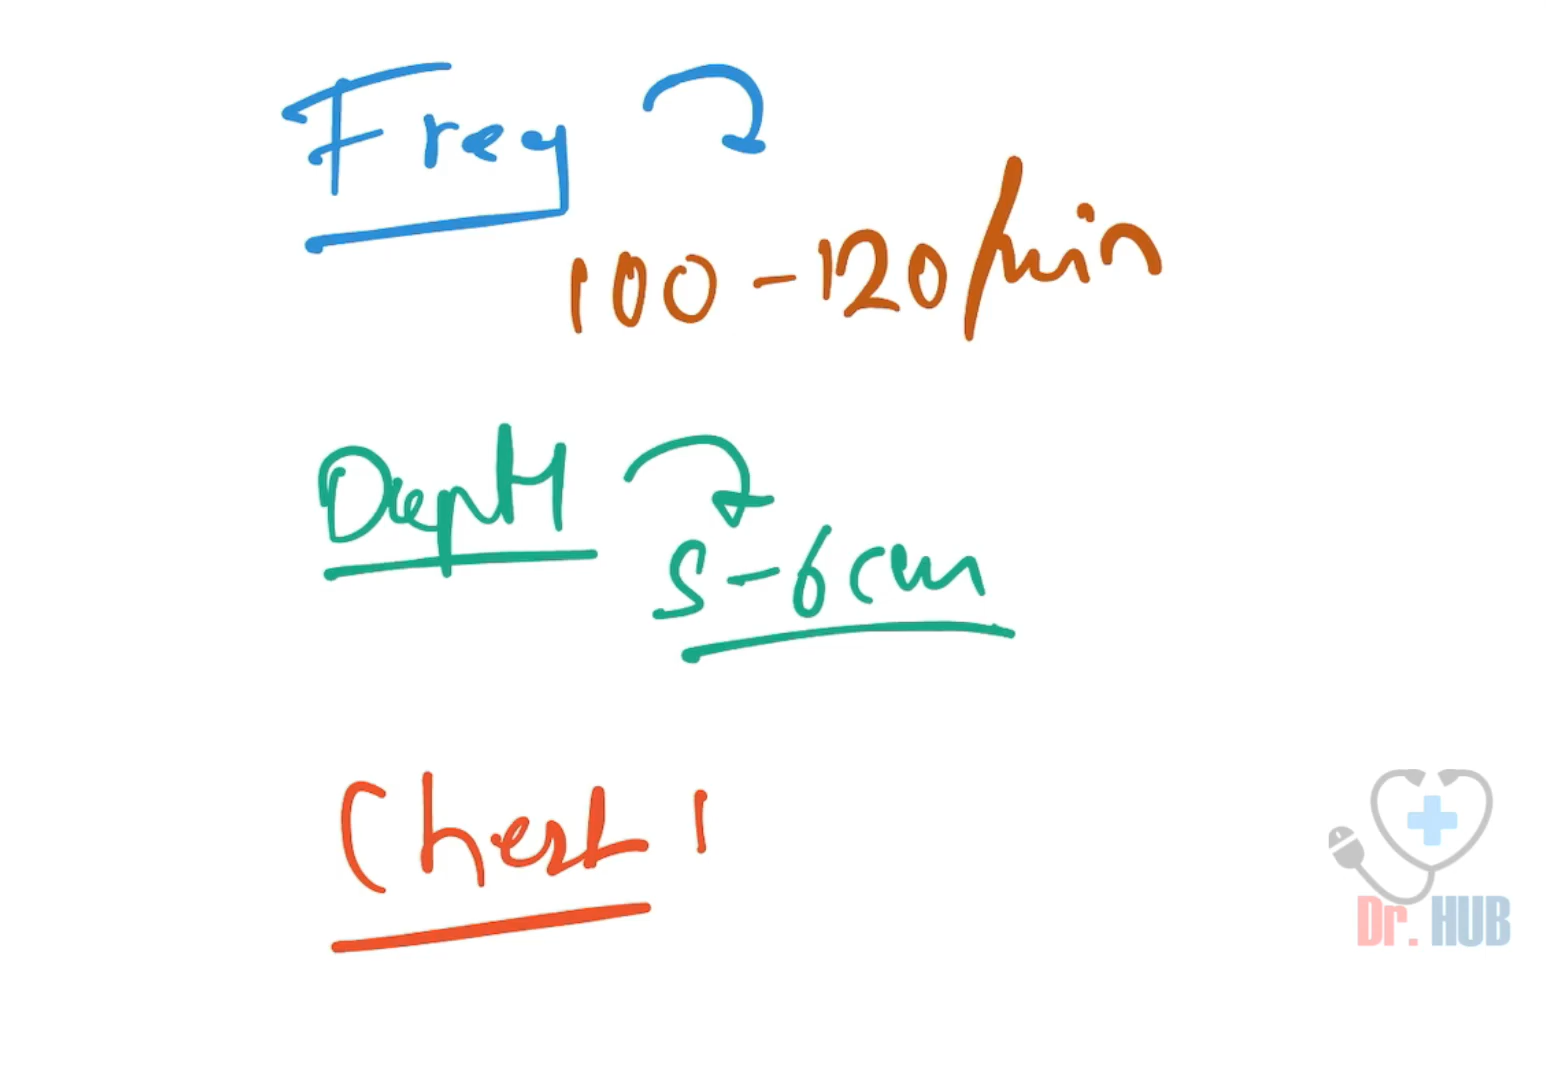 Freq
100-120/min
Depth
5-6cm
Chest
Dr. HUB